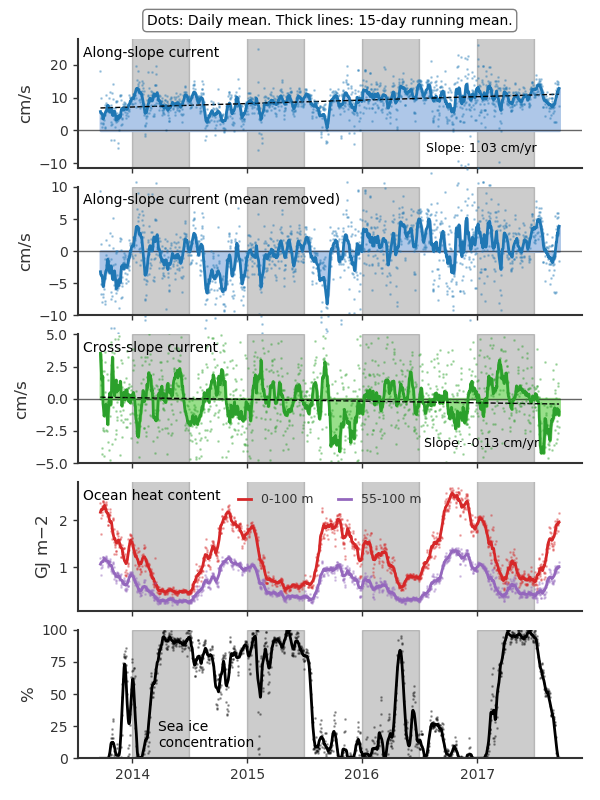 Dots: Daily mean. Thick lines: 15-day running mean.
Along-slope current
cm/s
20
10
0
−10
Slope: 1.03 cm/yr
Along-slope current (mean removed)
cm/s
10
5
0
−5
−10
Cross-slope current
cm/s
5.0
2.5
0.0
−2.5
−5.0
Slope: -0.13 cm/yr
Ocean heat content
0-100 m
55-100 m
GJ m−2
2
1
%
100
75
50
25
0
Sea ice
concentration
2014
2015
2016
2017